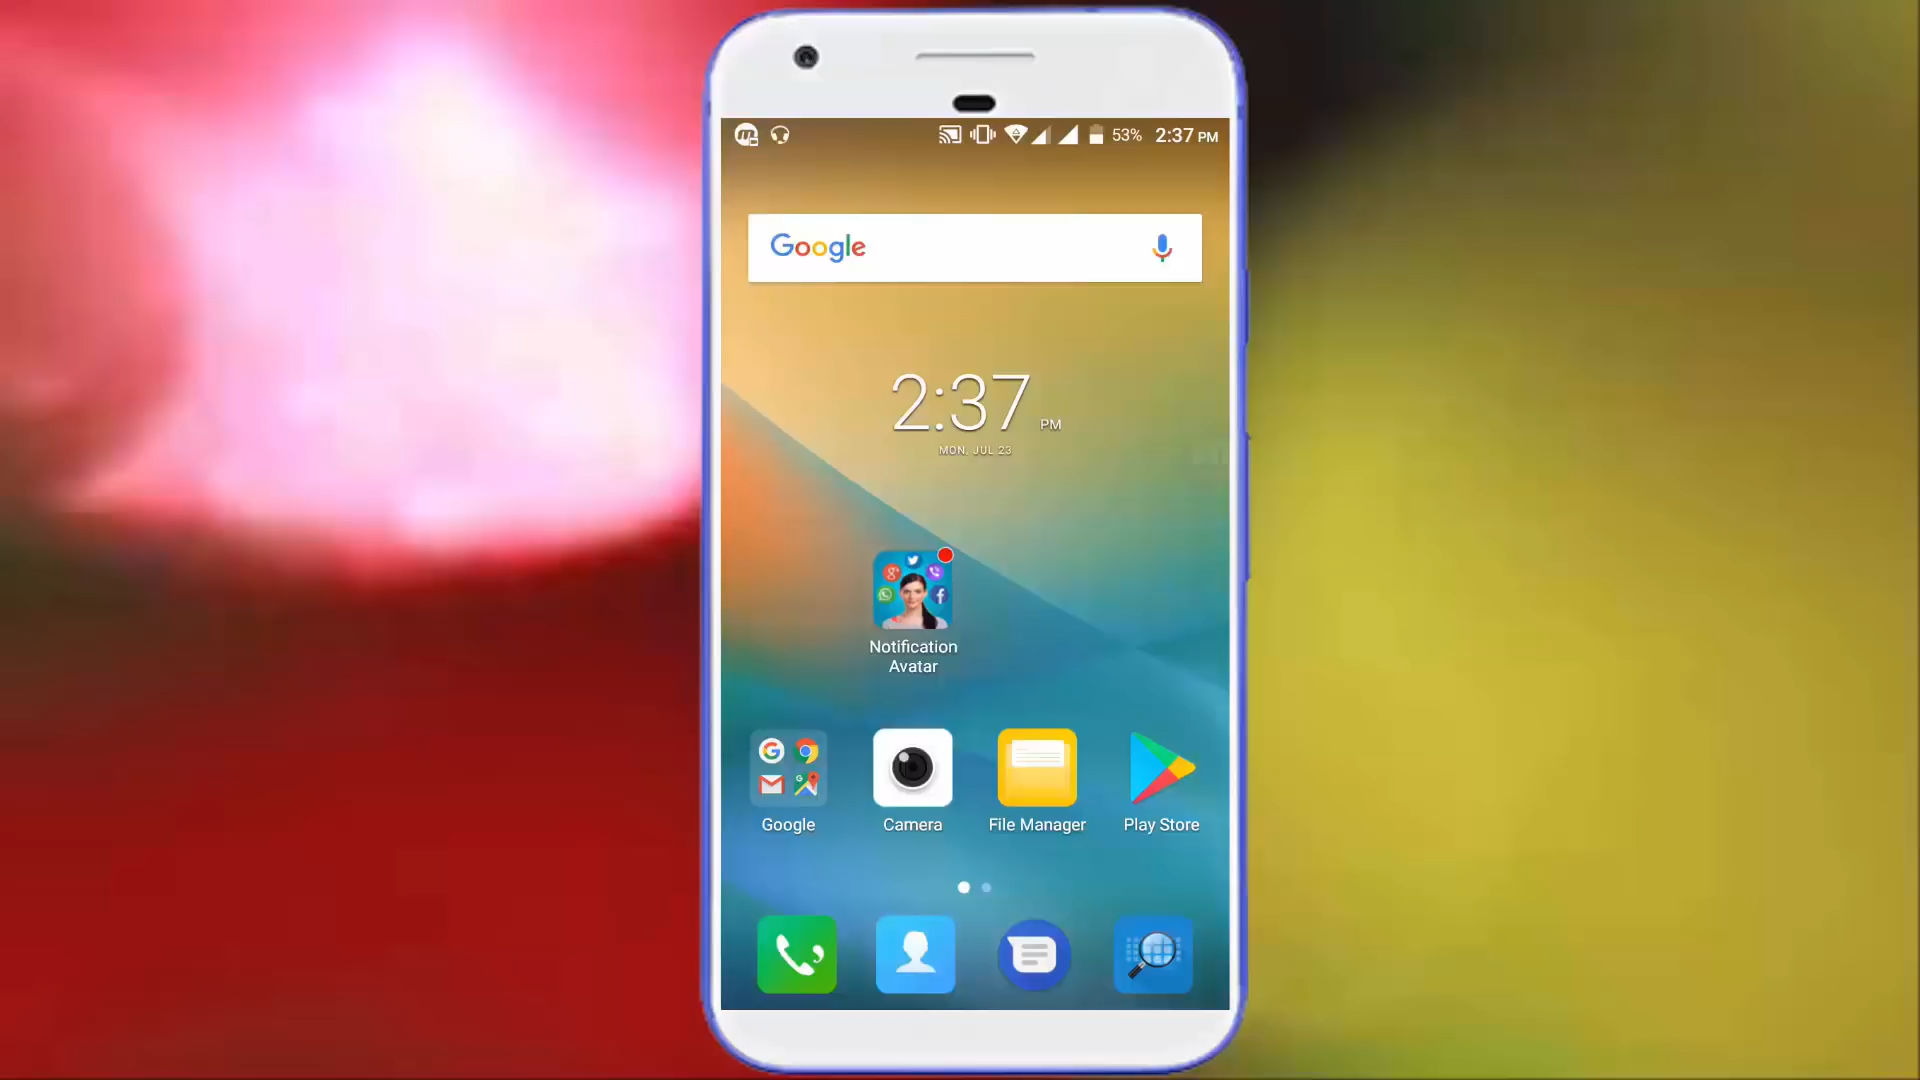 53% 2:37 PM
Google
2:37 PM
MON, JUL 23
Notification
Avatar
Google
Camera
File Manager
Play Store